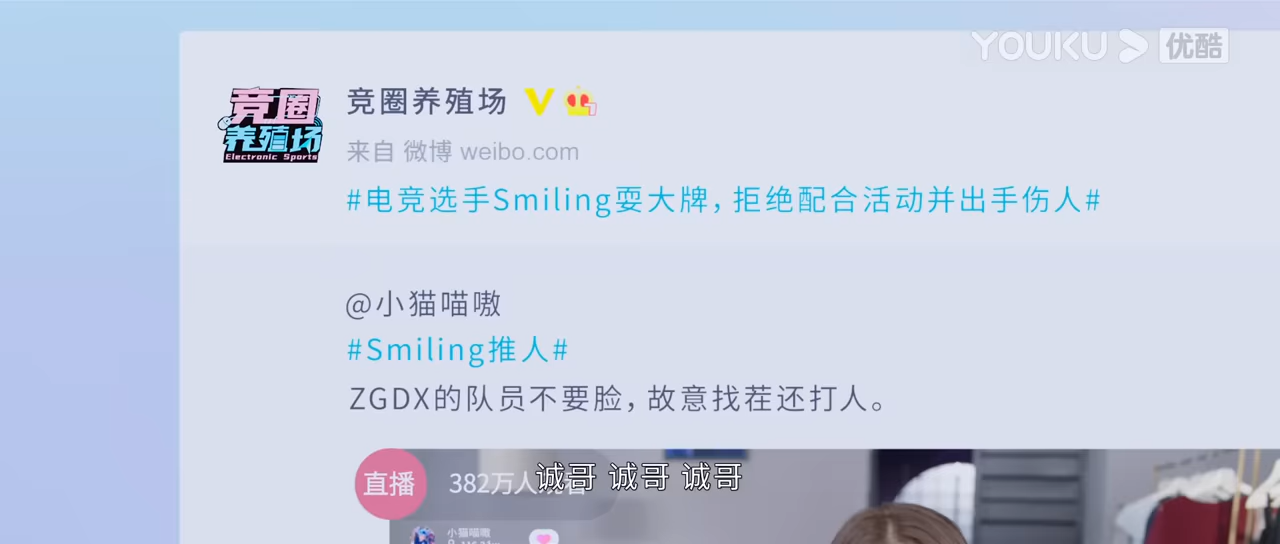 YOUKU 优酷
竞圈
养殖场
Electronic Sports
竞圈养殖场
来自 微博 weibo.com
#电竞选手Smiling耍大牌，拒绝配合活动并出手伤人#
@小猫喵嗷
#Smiling推人#
ZGDX的队员不要脸，故意找茬还打人。
直播 382万人观看
诚哥 诚哥 诚哥
小猫喵嗷